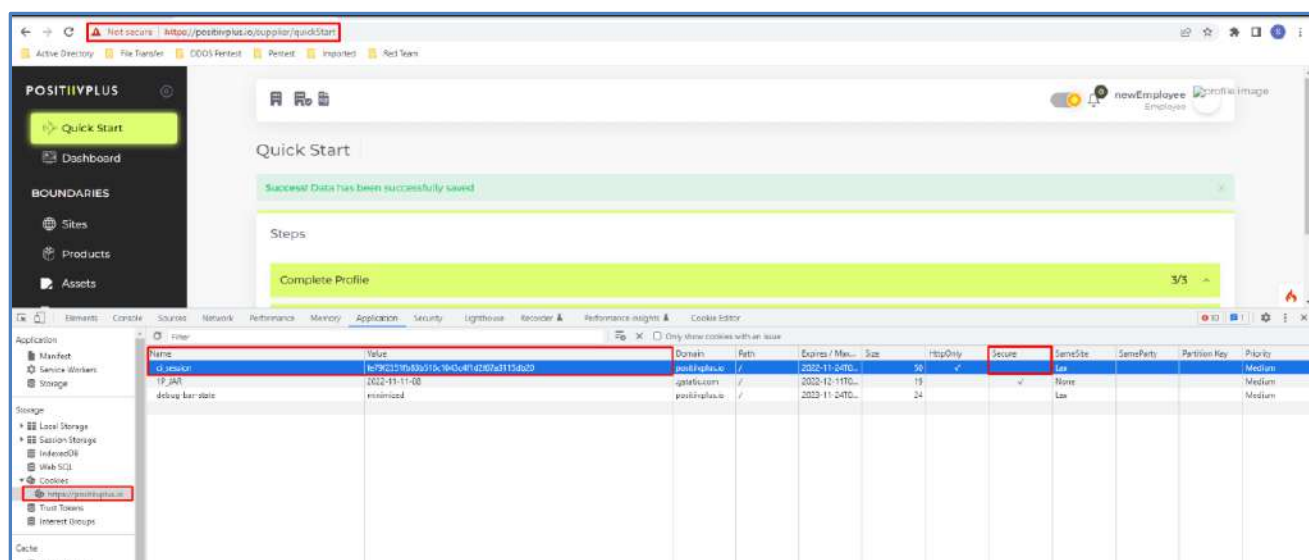 Not secure | https://positiivplus.io/supplier/quickStart
Active Directory File Transfer DDOS Pentest Pentest Imported Red Team
POSITIIVPLUS
newEmployee profile image
Employee
Quick Start
Dashboard
Quick Start
BOUNDARIES
Success! Data has been successfully saved
Sites
Steps
Products
Complete Profile 3/3
Assets
Elements Console Sources Network Performance Memory Application Security Lighthouse Recorder Performance insights Cookie Editor
Application
Filter Only show cookies with an issue
Manifest
Service Workers
Storage
Name Value Domain Path Expires / Max... Size HttpOnly Secure SameSite SameParty Partition Key Priority
ci_session positiivplus.io / 2022-11-24T0... 50 ✓ Lax Medium
1P_JAR 2022-11-11-08 .gstatic.com / 2022-12-11T0... 19 ✓ None Medium
debug-bar-state minimized positiivplus.io / 2023-11-24T0... 24 Lax Medium
Storage
Local Storage
Session Storage
IndexedDB
Web SQL
Cookies
https://positiivplus.io
Trust Tokens
Interest Groups
Cache